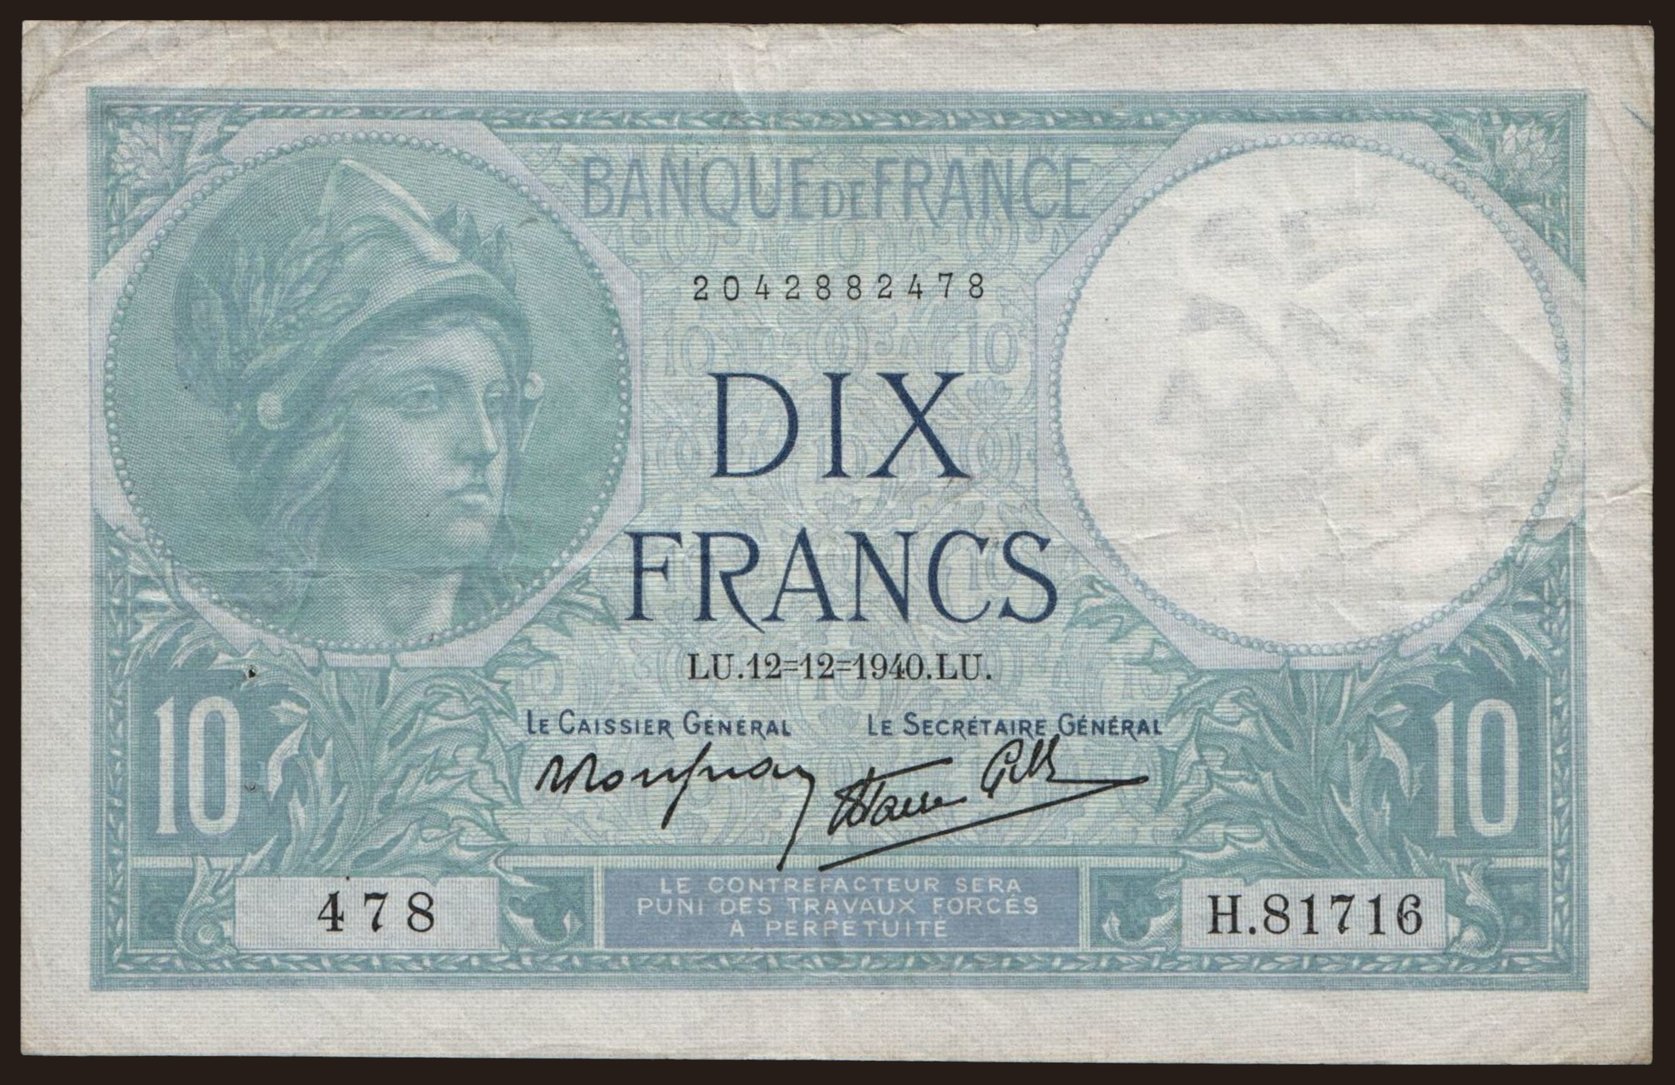 BANQUE DE FRANCE
2042882478
DIX
FRANCS
LU.12=12=1940.LU.
10
LE CAISSIER GÉNÉRAL LE SECRÉTAIRE GÉNÉRAL
10
478
LE CONTREFACTEUR SERA
PUNI DES TRAVAUX FORCÉS
À PERPÉTUITÉ
H.81716